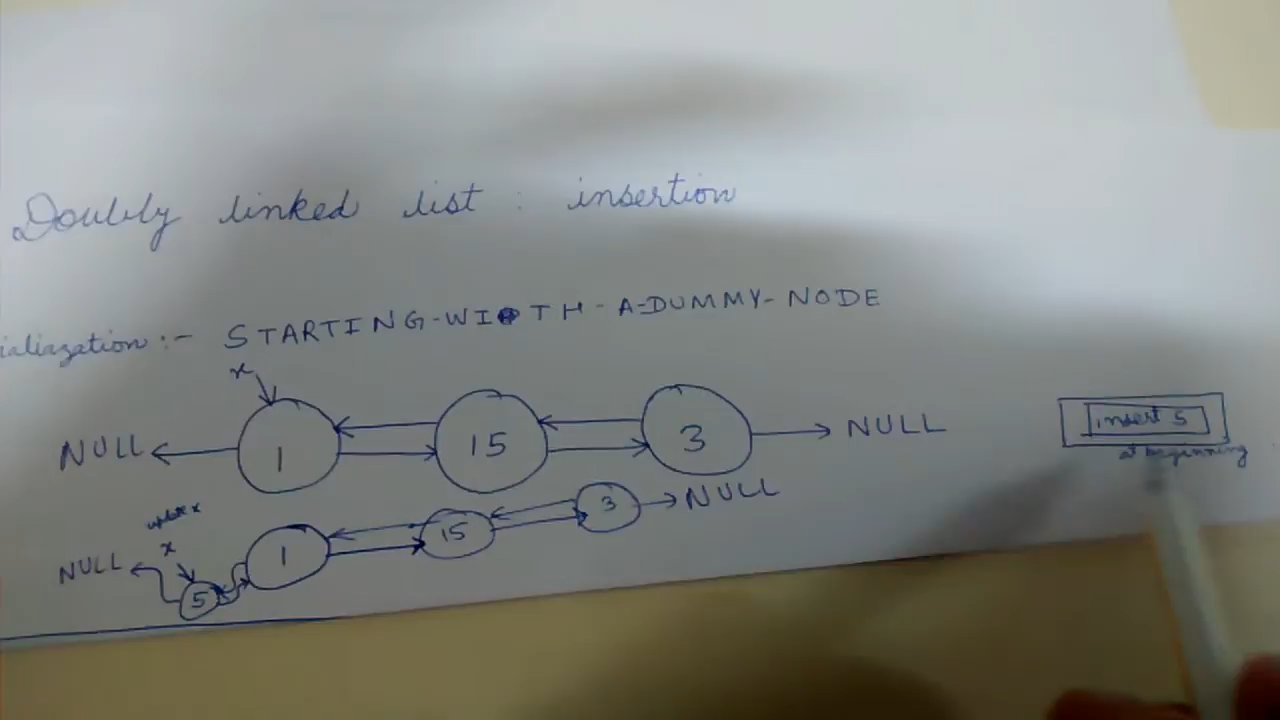 Doubly linked list : insertion
ialiazation :- STARTING-WITH-A-DUMMY-NODE
x
NULL 1 15 3 NULL
insert 5
at beginning
update x
x
NULL 5 1 15 3 NULL